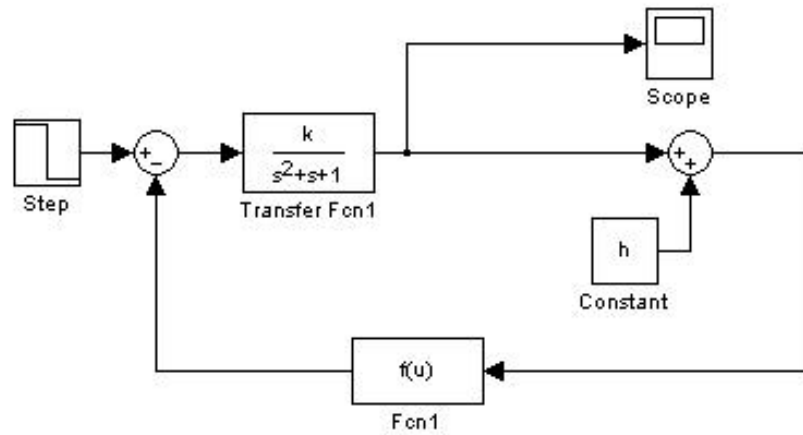 Scope
+
−
k
s²+s+1
+
+
Step
Transfer Fcn1
h
Constant
f(u)
Fcn1